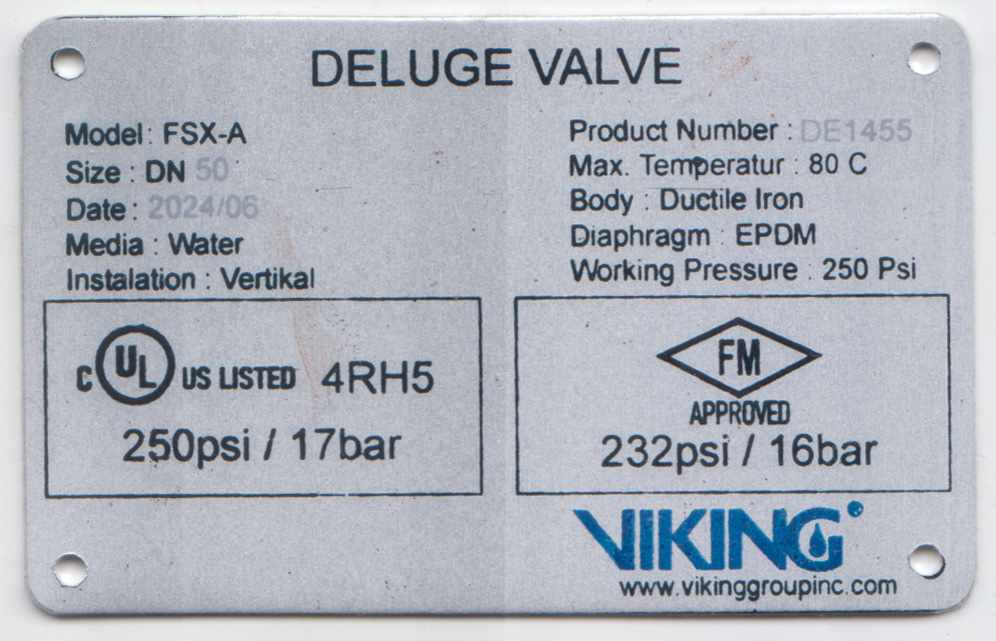 DELUGE VALVE
Model : FSX-A
Size : DN 50
Date : 2024/06
Media : Water
Instalation : Vertikal
Product Number : DE1455
Max. Temperatur : 80 C
Body : Ductile Iron
Diaphragm : EPDM
Working Pressure : 250 Psi
C UL US LISTED 4RH5
250psi / 17bar
FM
APPROVED
232psi / 16bar
VIKING
www.vikinggroupinc.com